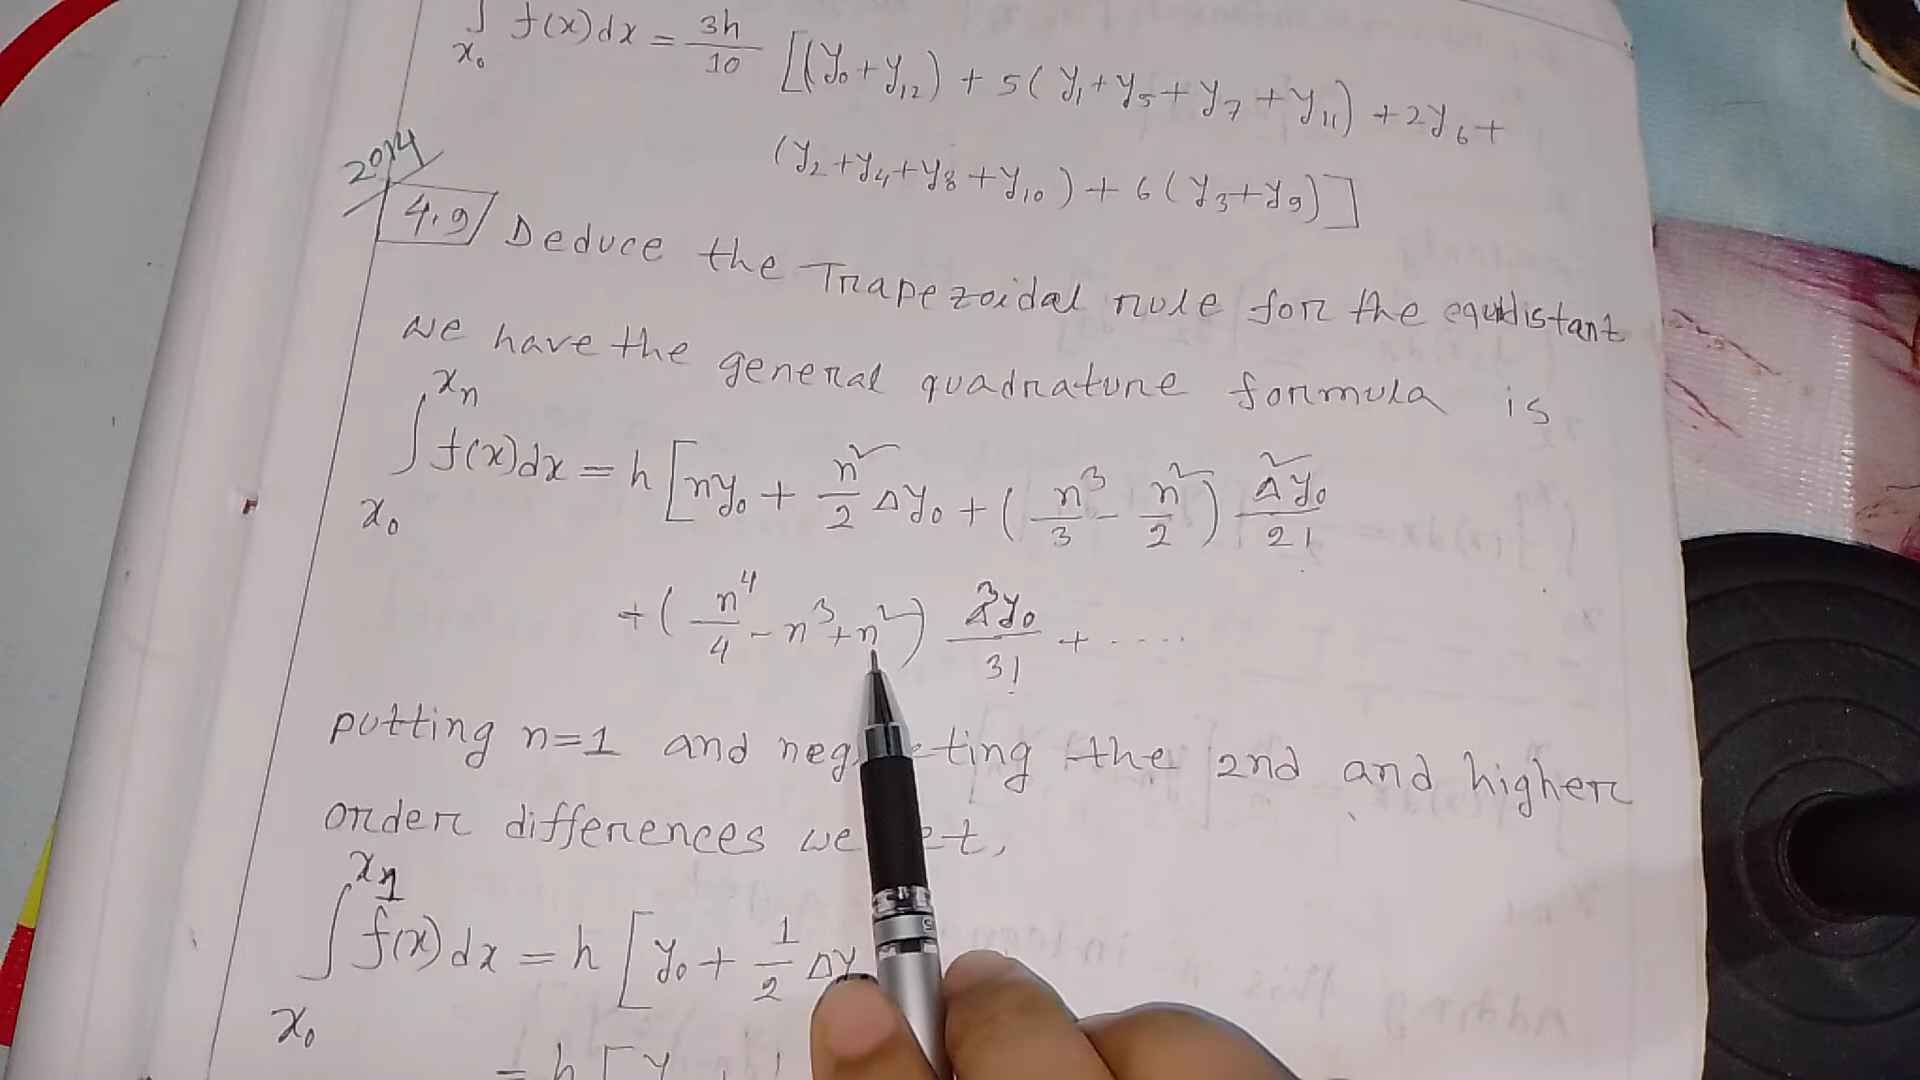 ∫x₀ f(x)dx = 3h/10 [(y₀+y₁₂) + 5(y₁+y₅+y₇+y₁₁) + 2y₆+
(y₂+y₄+y₈+y₁₀) + 6(y₃+y₉)]
2014
4.9 Deduce the Trapezoidal rule for the equidistant
we have the general quadrature formula is
∫x₀^xn f(x)dx = h[ny₀ + n²/2 Δy₀ + (n³/3 - n²/2) Δ²y₀/2!
+ (n⁴/4 - n³ + n²) Δ³y₀/3! + .....
putting n=1 and the 2nd and higher
order differences we
∫x₀^x₁ f(x)dx = h[y₀ + 1/2 Δy
= h[y